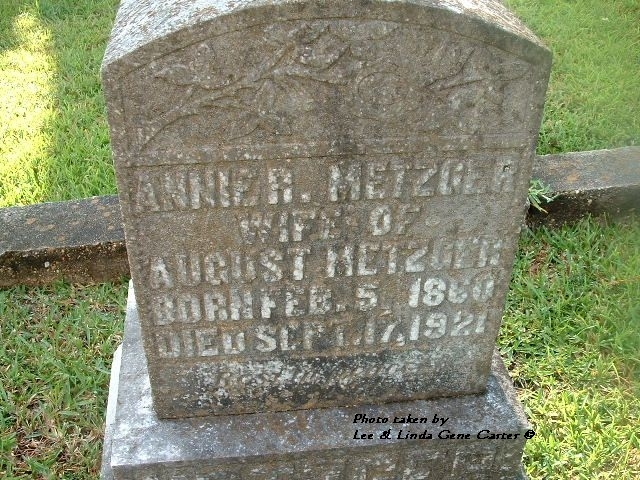 ANNIE R. METZGER
WIFE OF
AUGUST METZGER
BORN FEB. 5, 1860
DIED SEPT. 17, 1921
Photo taken by
Lee & Linda Gene Carter ©